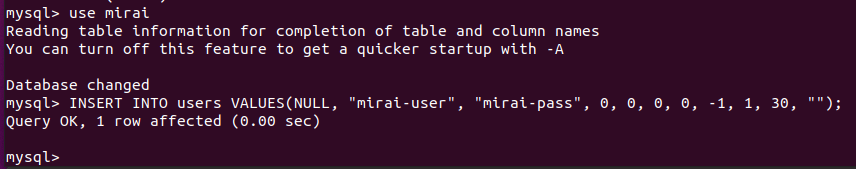 mysql> use mirai
Reading table information for completion of table and column names
You can turn off this feature to get a quicker startup with -A
Database changed
mysql> INSERT INTO users VALUES(NULL, "mirai-user", "mirai-pass", 0, 0, 0, 0, -1, 1, 30, "");
Query OK, 1 row affected (0.00 sec)
mysql>